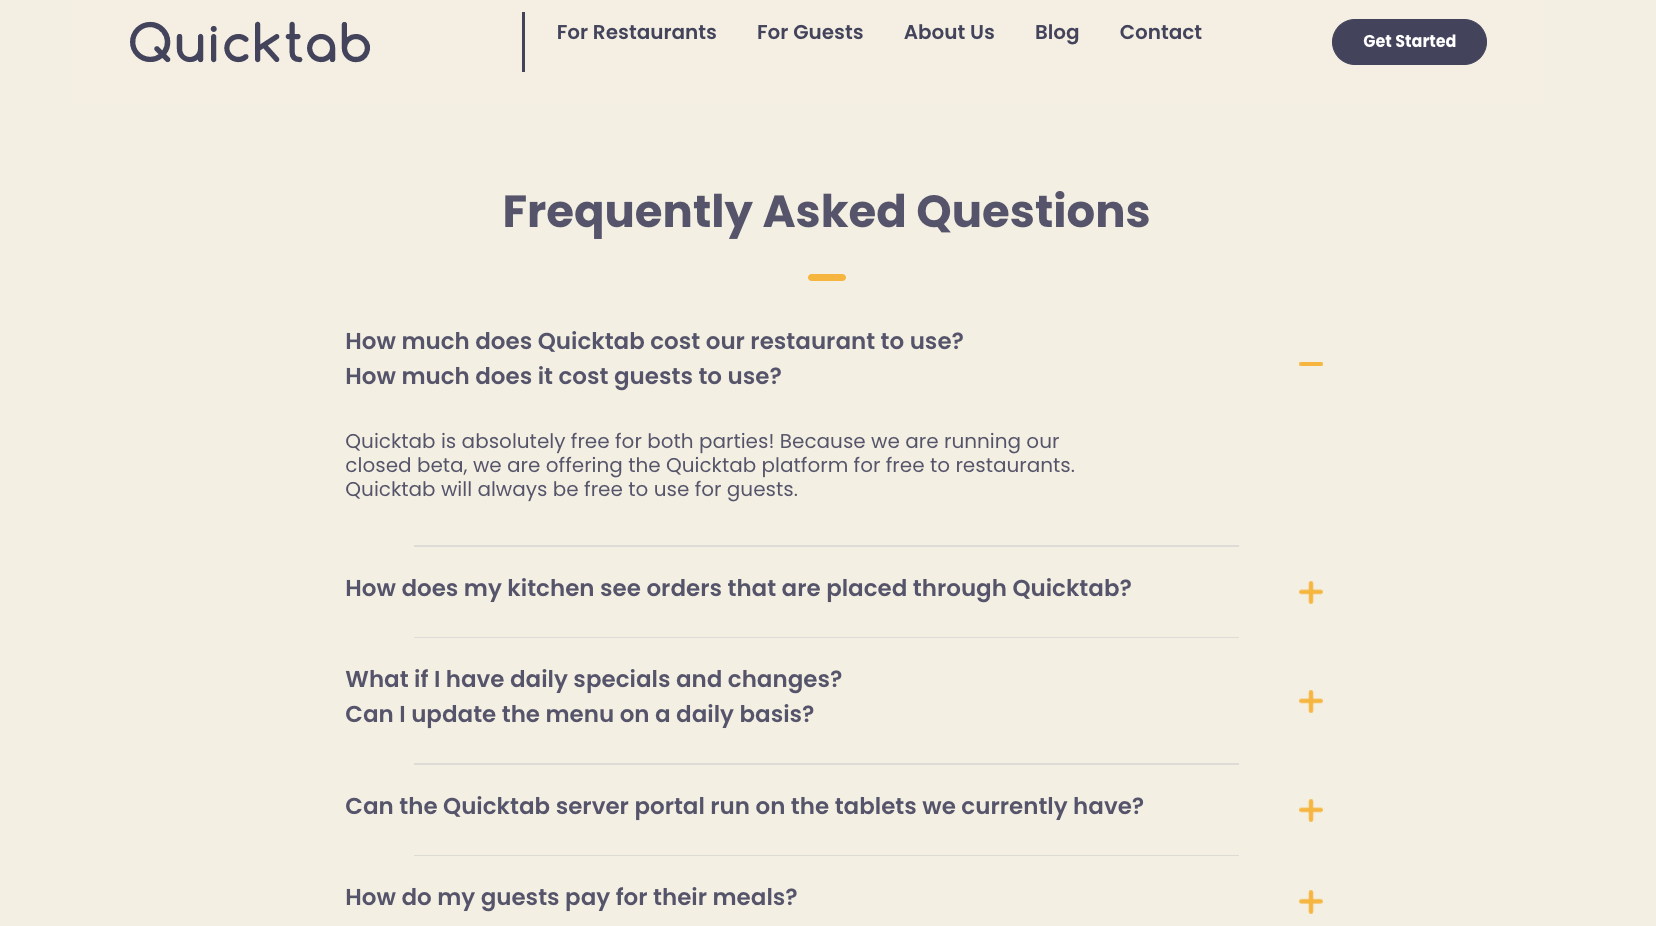 Quicktab
For Restaurants
For Guests
About Us
Blog
Contact
Get Started
Frequently Asked Questions
How much does Quicktab cost our restaurant to use?
How much does it cost guests to use?
Quicktab is absolutely free for both parties! Because we are running our
closed beta, we are offering the Quicktab platform for free to restaurants.
Quicktab will always be free to use for guests.
How does my kitchen see orders that are placed through Quicktab?
What if I have daily specials and changes?
Can I update the menu on a daily basis?
Can the Quicktab server portal run on the tablets we currently have?
How do my guests pay for their meals?